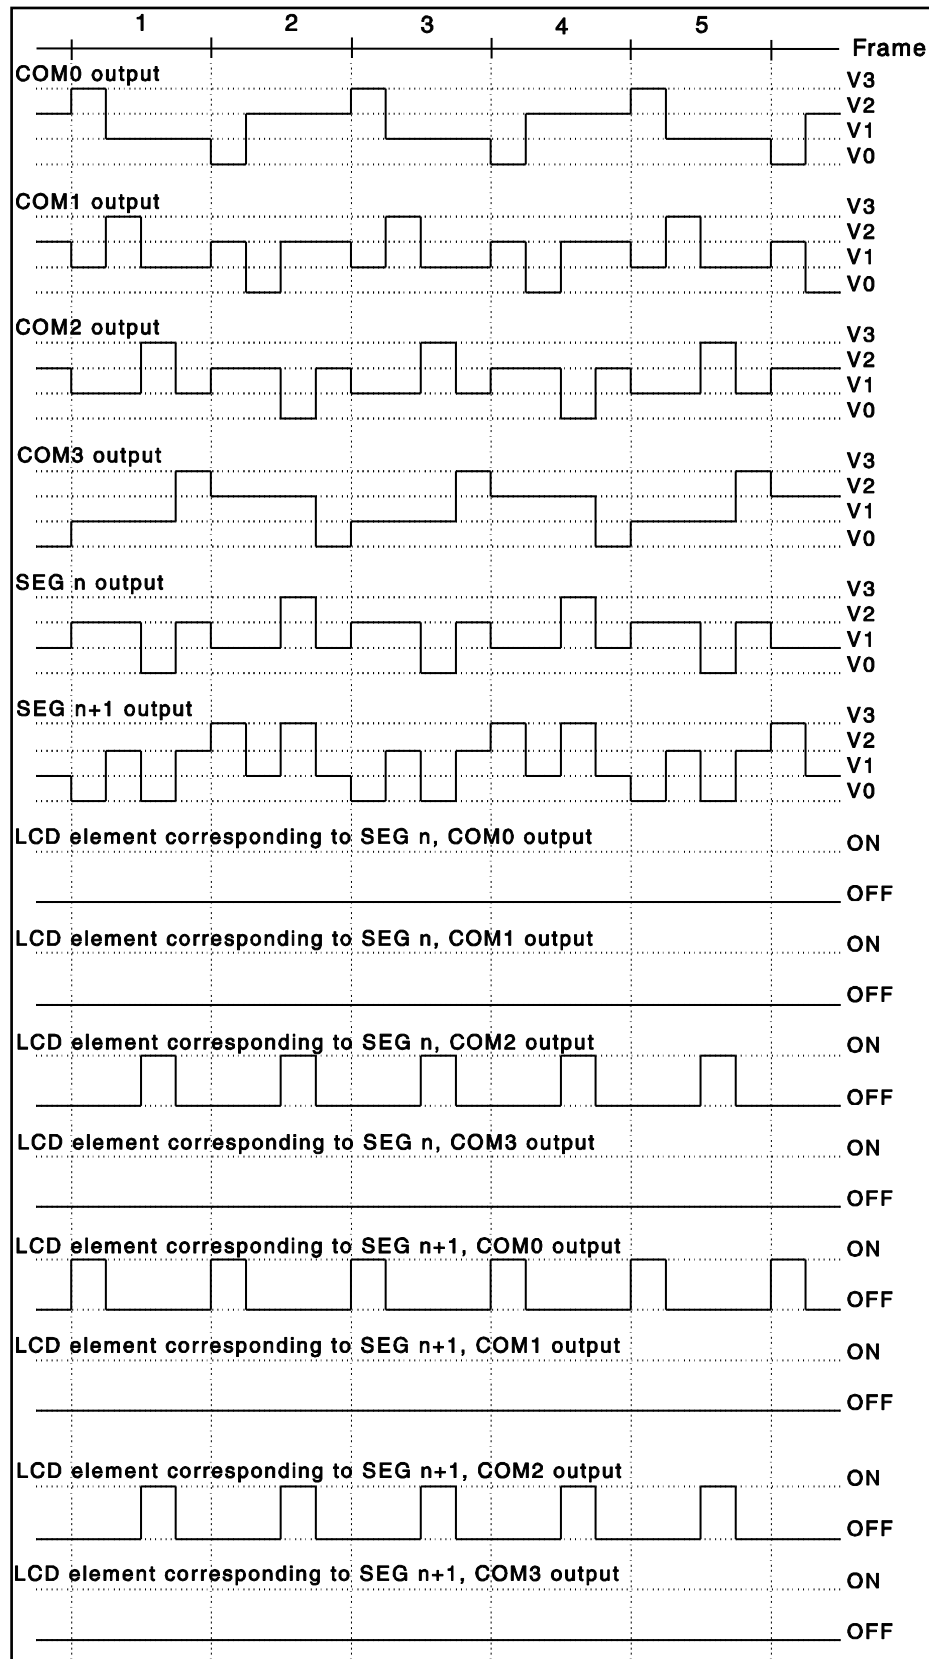 1 2 3 4 5
Frame
COM0 output
V3
V2
V1
V0
COM1 output
V3
V2
V1
V0
COM2 output
V3
V2
V1
V0
COM3 output
V3
V2
V1
V0
SEG n output
V3
V2
V1
V0
SEG n+1 output
V3
V2
V1
V0
LCD element corresponding to SEG n, COM0 output
ON
OFF
LCD element corresponding to SEG n, COM1 output
ON
OFF
LCD element corresponding to SEG n, COM2 output
ON
OFF
LCD element corresponding to SEG n, COM3 output
ON
OFF
LCD element corresponding to SEG n+1, COM0 output
ON
OFF
LCD element corresponding to SEG n+1, COM1 output
ON
OFF
LCD element corresponding to SEG n+1, COM2 output
ON
OFF
LCD element corresponding to SEG n+1, COM3 output
ON
OFF